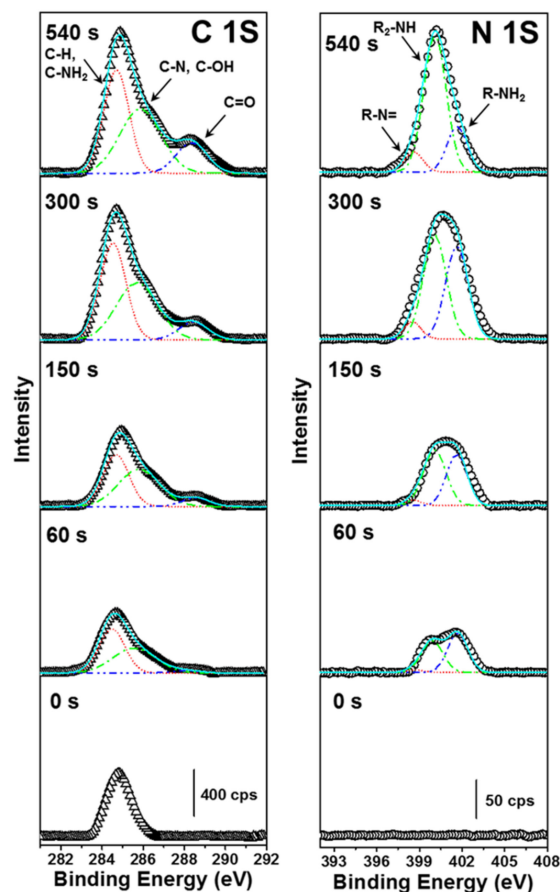 C 1S
540 s
C-H,
C-NH2
C-N, C-OH
C=O
300 s
150 s
60 s
0 s
400 cps
Intensity
282 284 286 288 290 292
Binding Energy (eV)
N 1S
540 s
R2-NH
R-N=
R-NH2
300 s
150 s
60 s
0 s
50 cps
Intensity
393 396 399 402 405 408
Binding Energy (eV)